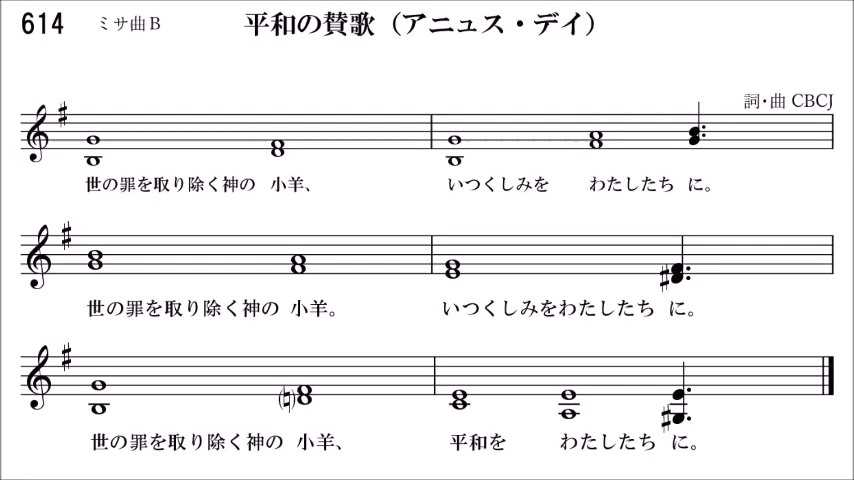 614 ミサ曲B 平和の賛歌（アニュス・デイ）
詞・曲 CBCJ
世の罪を取り除く神の 小羊、 いつくしみを わたしたち に。
世の罪を取り除く神の 小羊。 いつくしみをわたしたち に。
世の罪を取り除く神の 小羊、 平和を わたしたち に。